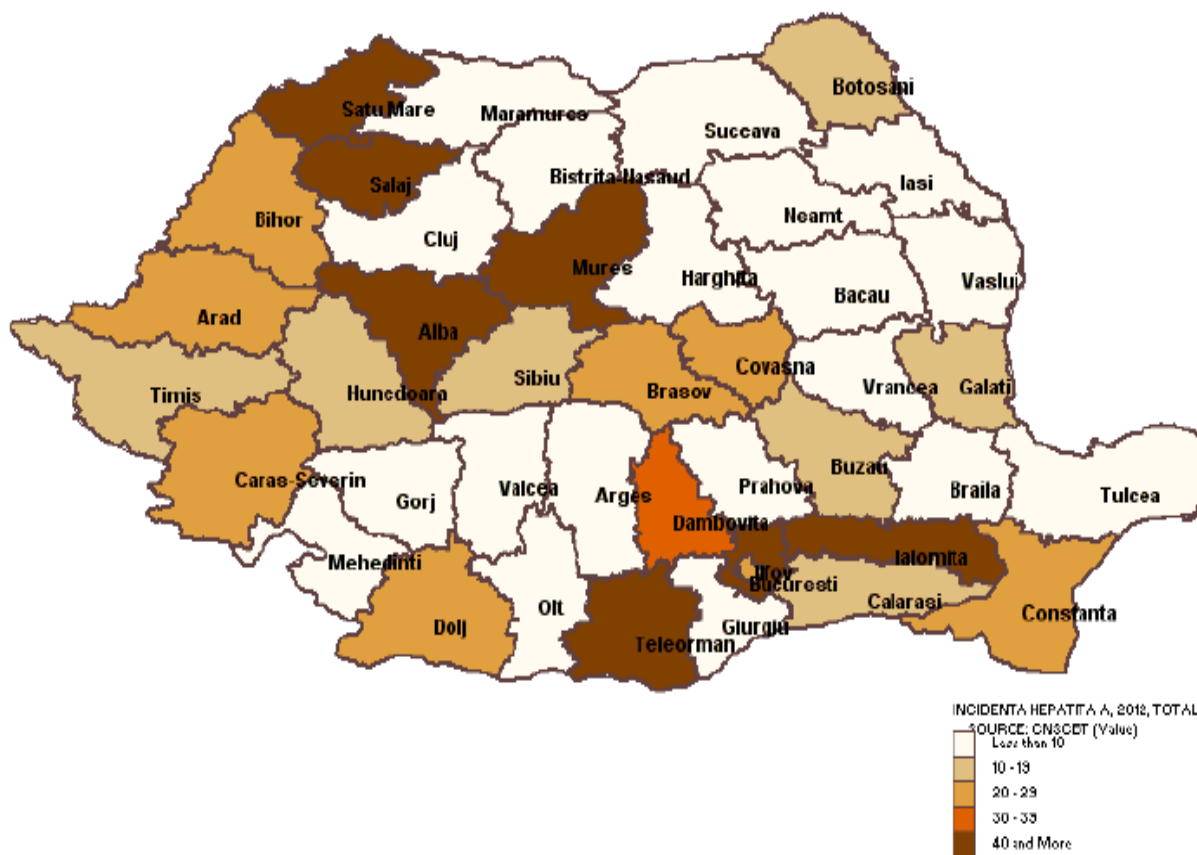 Botosani
Satu Mare
Maramures
Suceava
Salaj
Bistrita-Nasaud
Iasi
Bihor
Cluj
Neamt
Mures
Harghita
Bacau
Vaslui
Arad
Alba
Timis
Hunedoara
Sibiu
Brasov
Covasna
Vrancea
Galati
Caras-Severin
Gorj
Valcea
Arges
Prahova
Buzau
Braila
Tulcea
Dambovita
Mehedinti
Ilfov
Bucuresti
Ialomita
Calarasi
Constanta
Dolj
Olt
Teleorman
Giurgiu
INCIDENTA HEPATITA A, 2012, TOTAL
SOURCE: CNSCBT (Value)
Less than 10
10 - 19
20 - 29
30 - 39
40 and More